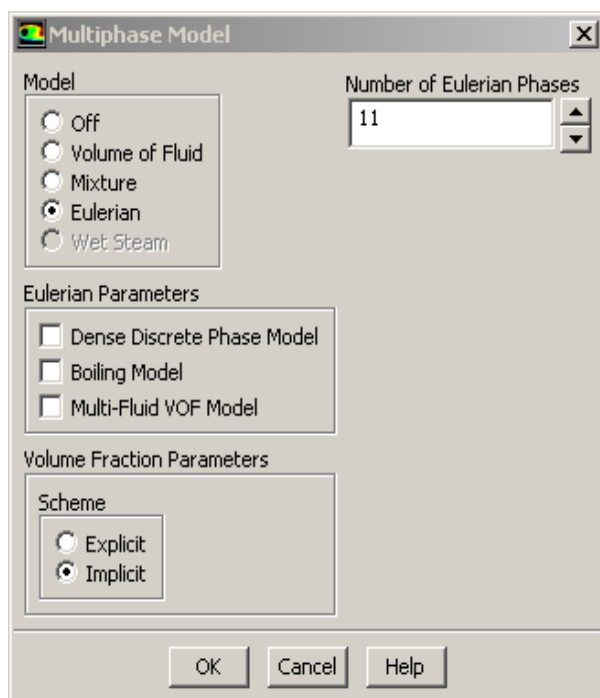 Multiphase Model
Model
Number of Eulerian Phases
Off
11
Volume of Fluid
Mixture
Eulerian
Wet Steam
Eulerian Parameters
Dense Discrete Phase Model
Boiling Model
Multi-Fluid VOF Model
Volume Fraction Parameters
Scheme
Explicit
Implicit
OK Cancel Help